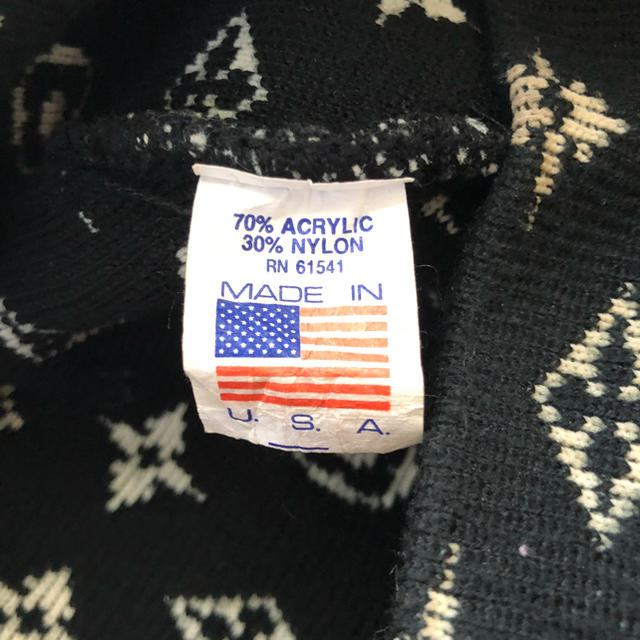 70% ACRYLIC
30% NYLON
RN 61541
MADE IN
U. S. A.